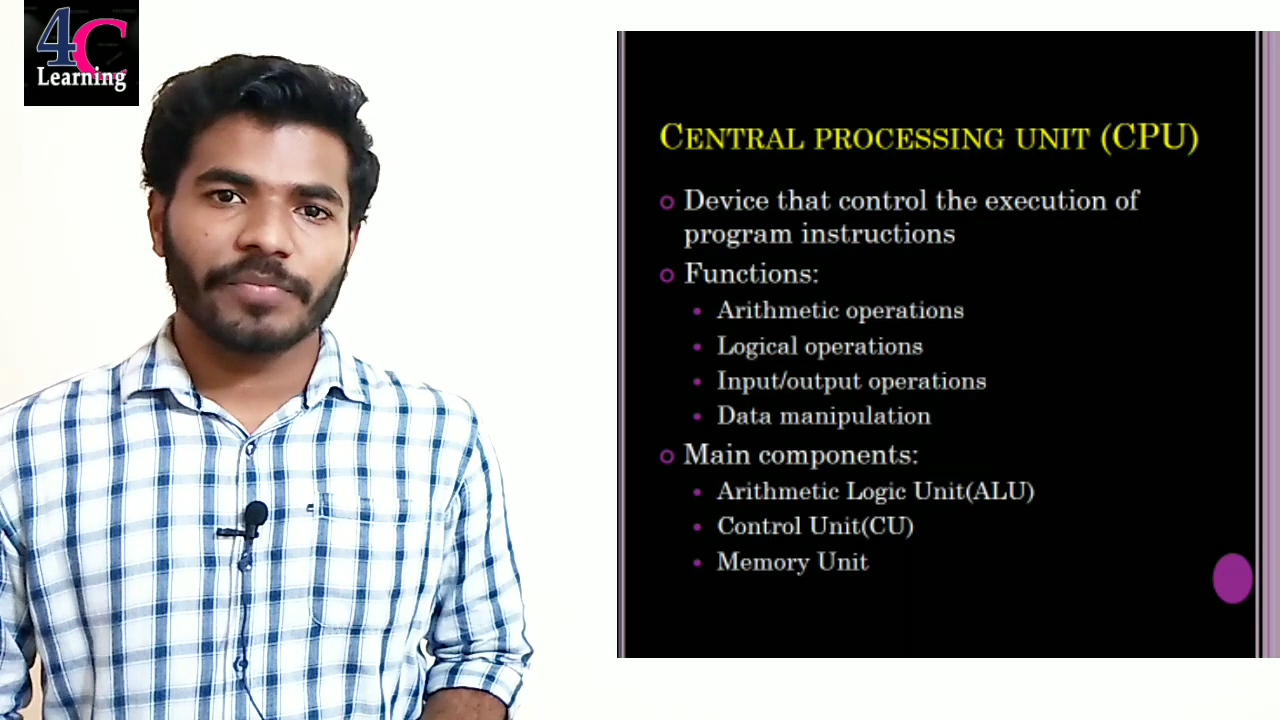 4C
Learning
CENTRAL PROCESSING UNIT (CPU)
Device that control the execution of
program instructions
Functions:
Arithmetic operations
Logical operations
Input/output operations
Data manipulation
Main components:
Arithmetic Logic Unit(ALU)
Control Unit(CU)
Memory Unit